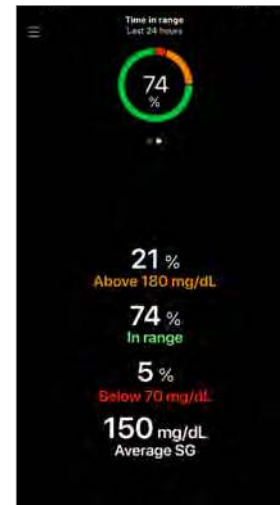 Time in range
Last 24 hours
74
%
21 %
Above 180 mg/dL
74 %
In range
5 %
Below 70 mg/dL
150 mg/dL
Average SG